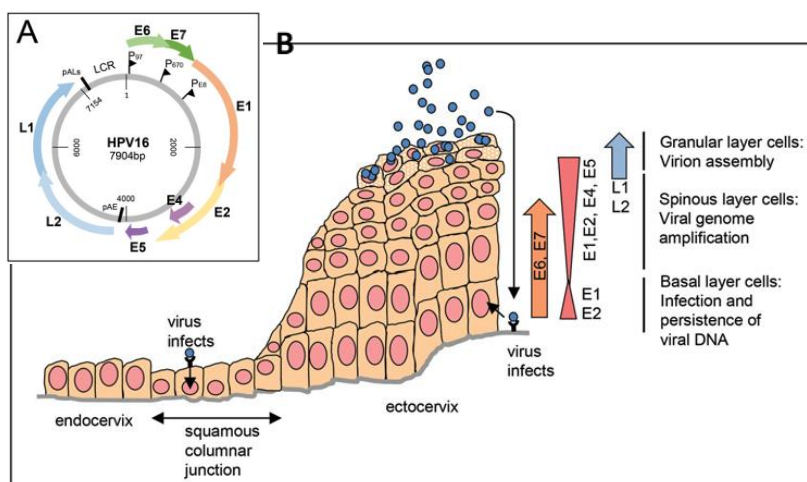 A
E6
E7
P97
P670
PE8
pALs
LCR
7154
1
L1
E1
HPV16
7904bp
6000
2000
4000
pAE
E4
E2
L2
E5
B
Granular layer cells:
Virion assembly
L1
L2
Spinous layer cells:
Viral genome
amplification
E6, E7
E1,E2, E4, E5
E1
E2
Basal layer cells:
Infection and
persistence of
viral DNA
virus
infects
virus
infects
endocervix
squamous
columnar
junction
ectocervix